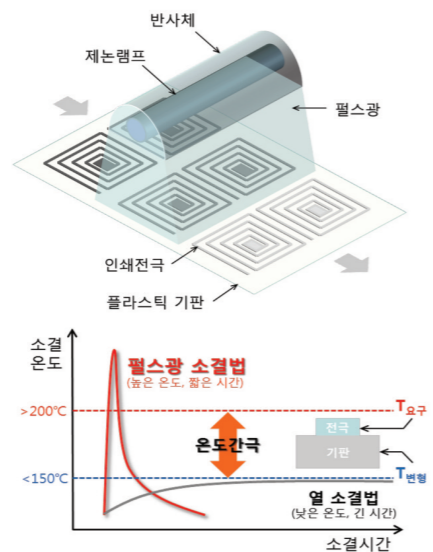 반사체
제논램프
펄스광
인쇄전극
플라스틱 기판
소결
온도
펄스광 소결법
(높은 온도, 짧은 시간)
>200℃
T요구
온도간극
전극
기판
<150℃
T변형
열 소결법
(낮은 온도, 긴 시간)
소결시간